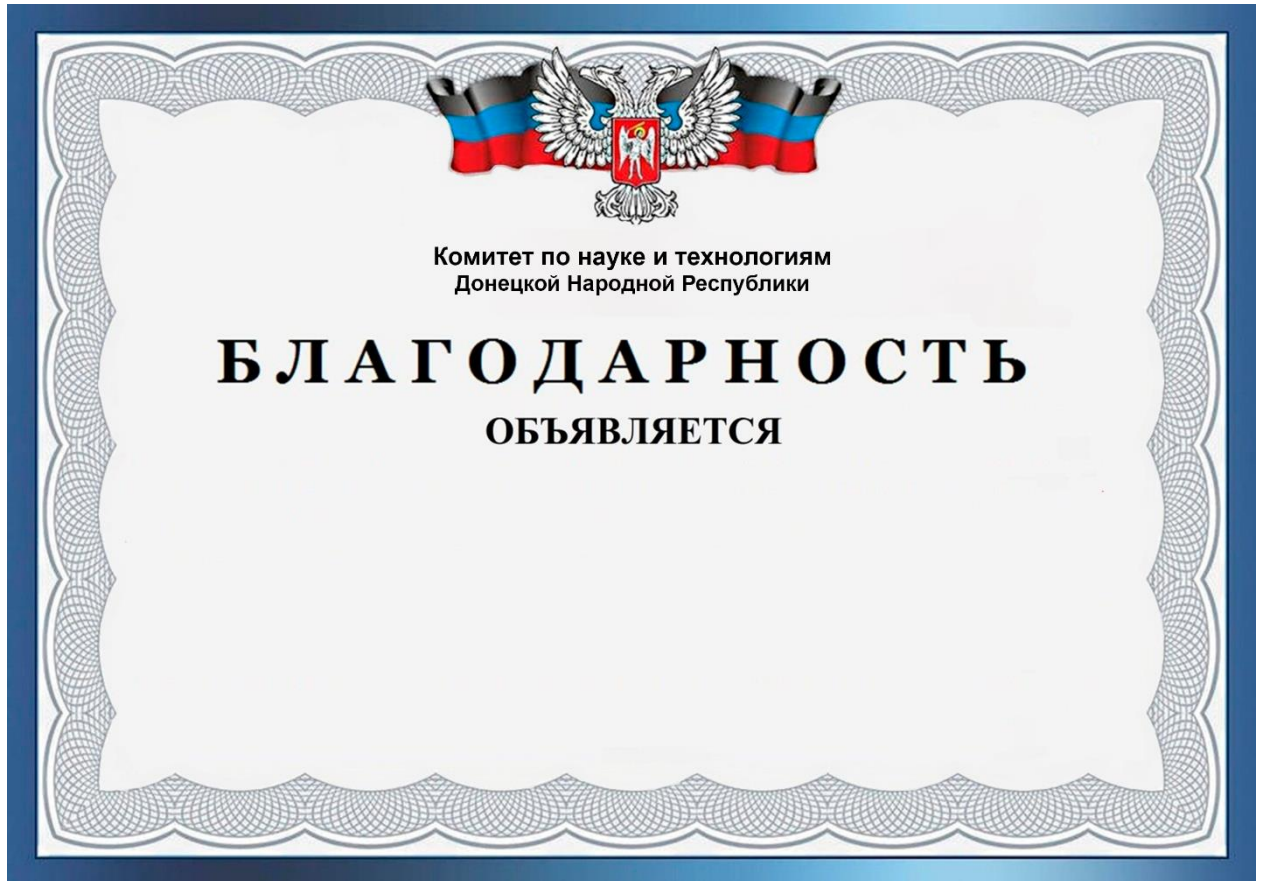 Комитет по науке и технологиям
Донецкой Народной Республики
БЛАГОДАРНОСТЬ
ОБЪЯВЛЯЕТСЯ